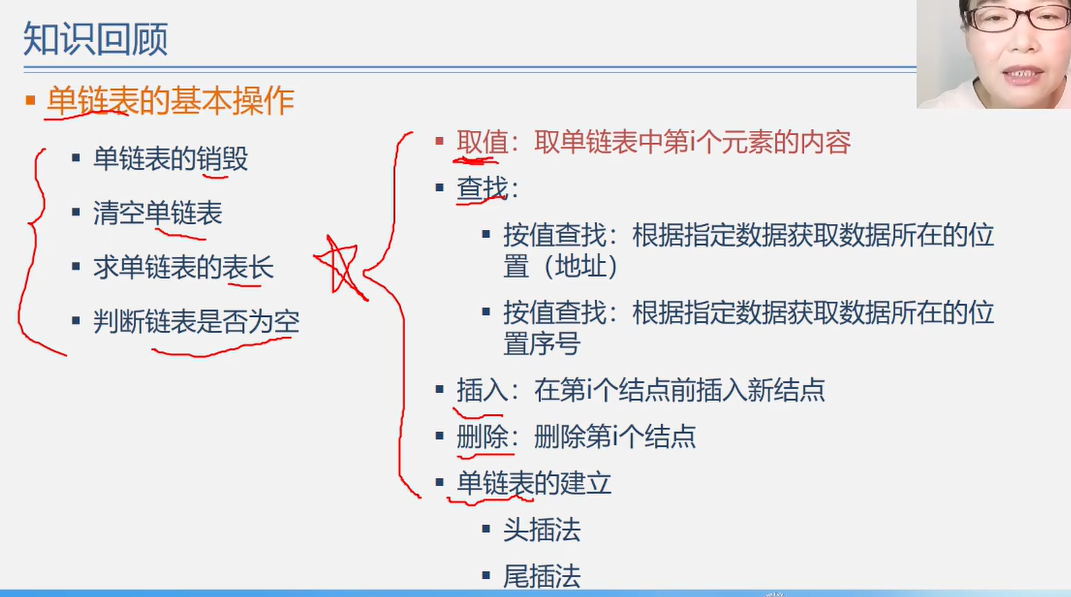 知识回顾
单链表的基本操作
单链表的销毁
清空单链表
求单链表的表长
判断链表是否为空
取值：取单链表中第i个元素的内容
查找：
按值查找：根据指定数据获取数据所在的位
置（地址）
按值查找：根据指定数据获取数据所在的位
置序号
插入：在第i个结点前插入新结点
删除：删除第i个结点
单链表的建立
头插法
尾插法